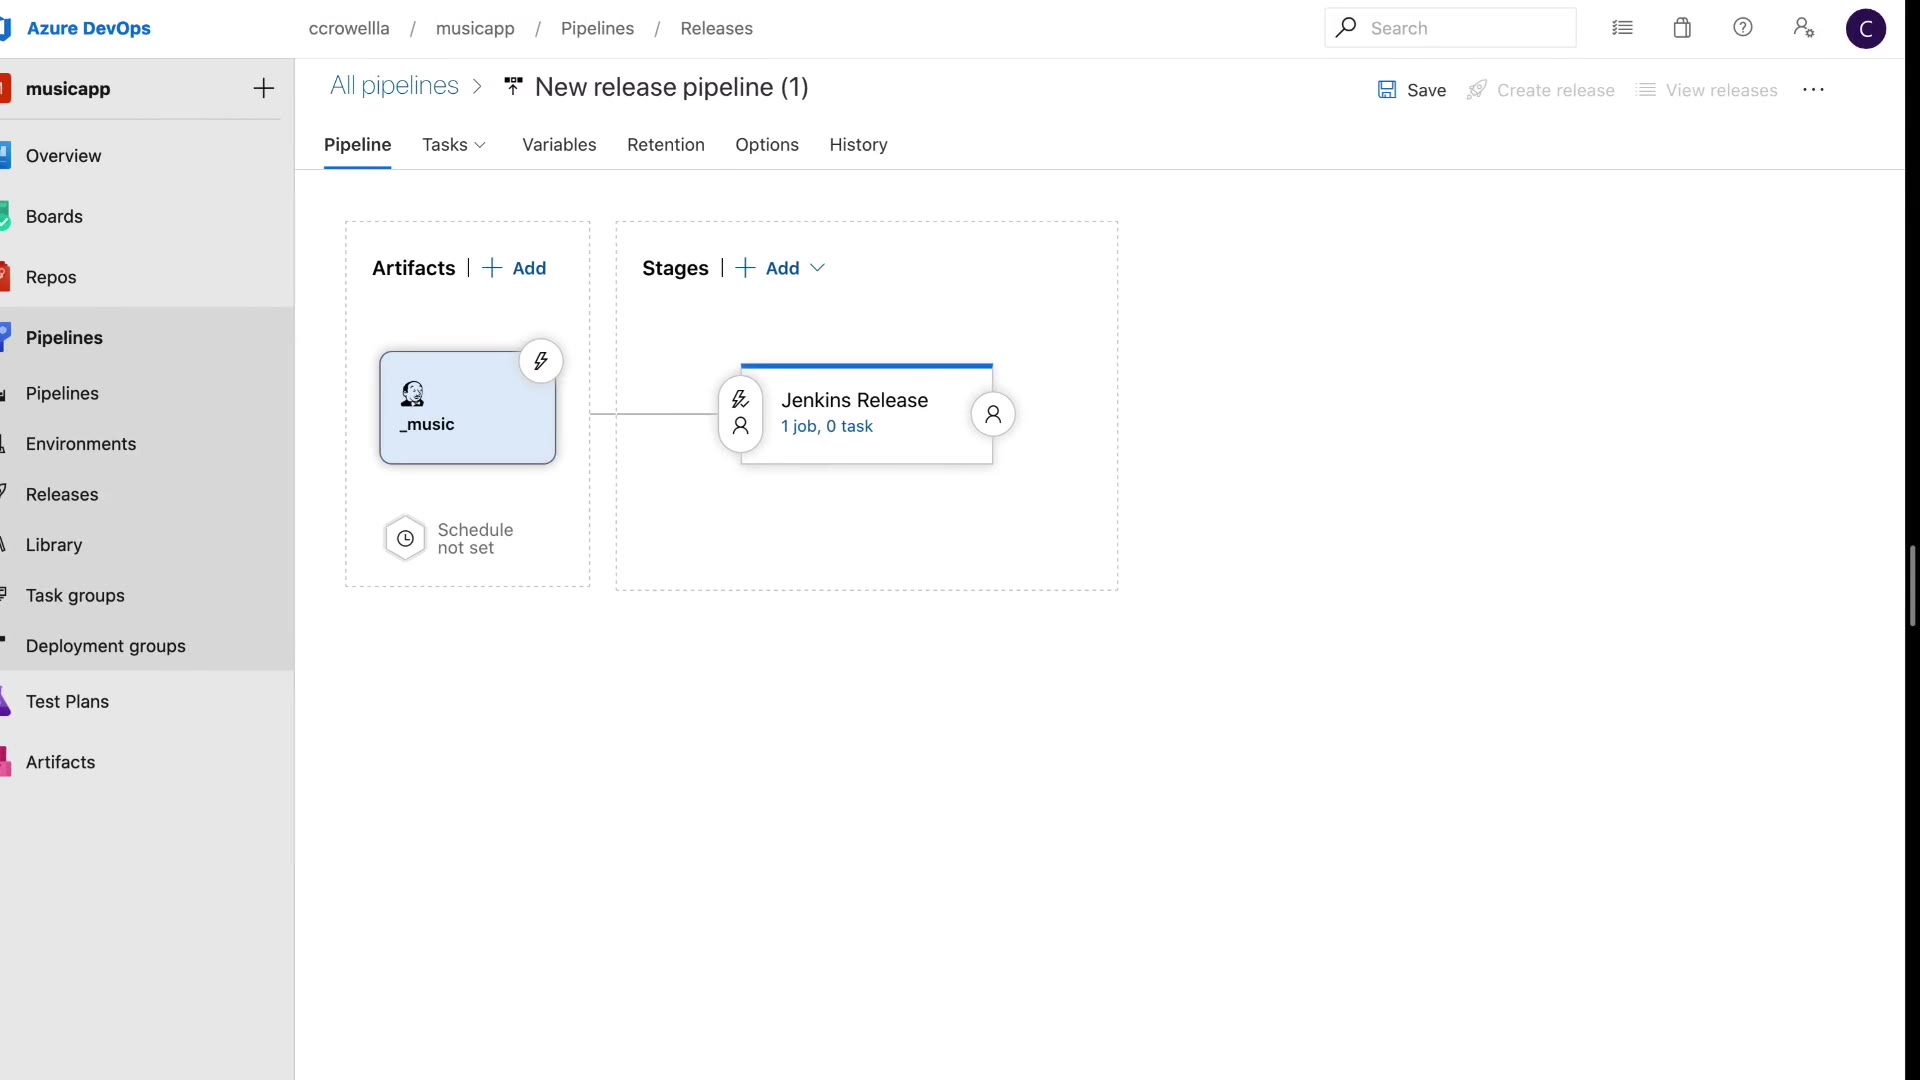 Azure DevOps
ccrowellla / musicapp / Pipelines / Releases
Search
C
musicapp
All pipelines > New release pipeline (1)
Save
Create release
View releases
Pipeline
Tasks
Variables
Retention
Options
History
Overview
Boards
Repos
Pipelines
Pipelines
Environments
Releases
Library
Task groups
Deployment groups
Test Plans
Artifacts
Artifacts | + Add
Stages | + Add
_music
Jenkins Release
1 job, 0 task
Schedule
not set